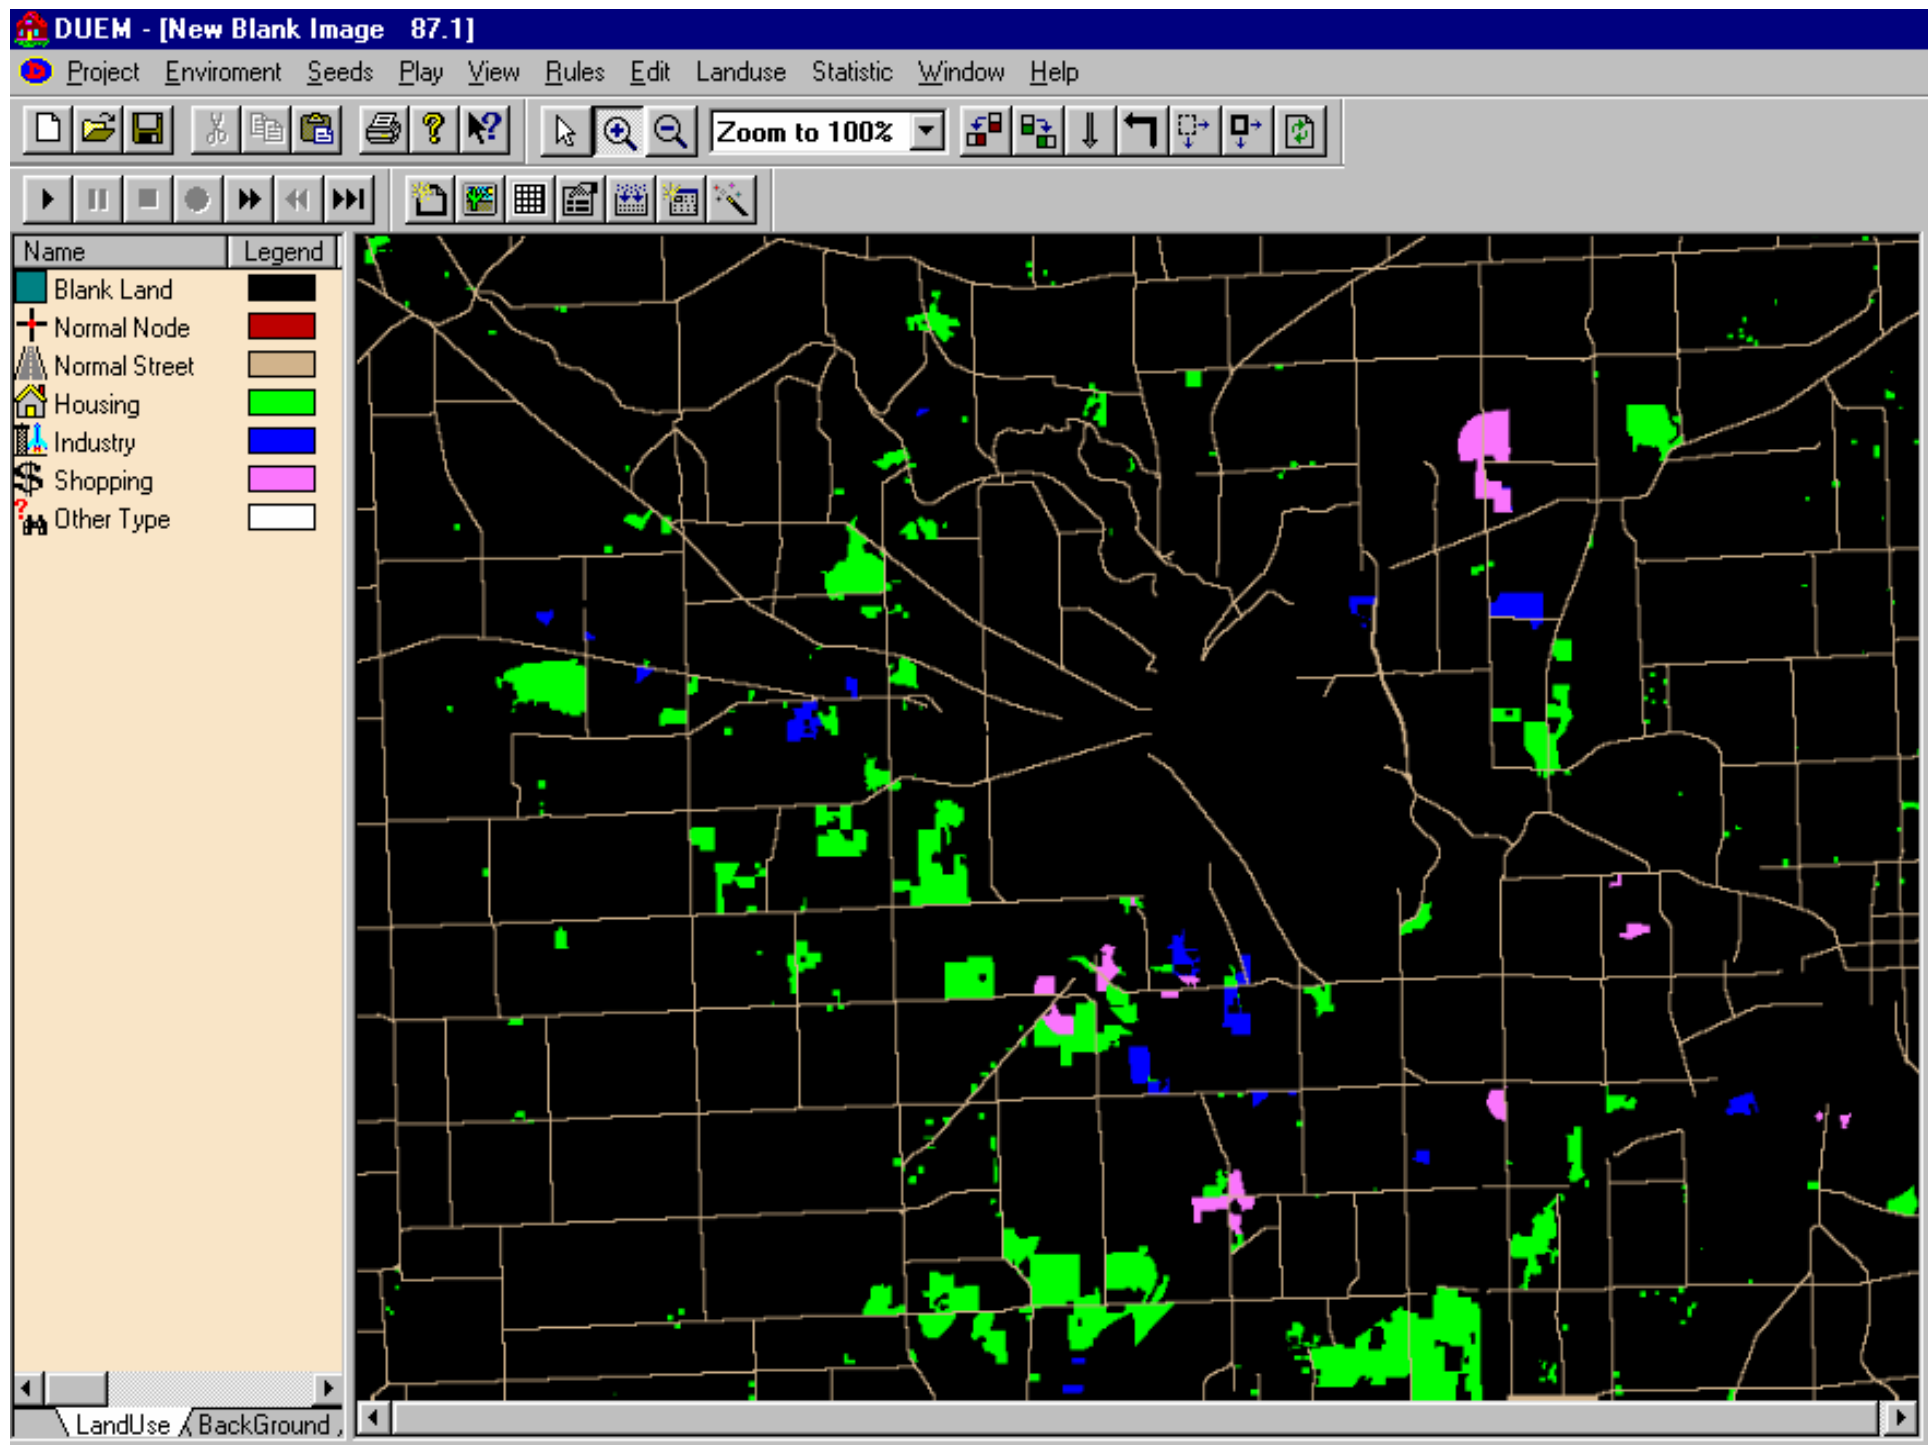 DUEM - [New Blank Image 87.1]
Project Enviroment Seeds Play View Rules Edit Landuse Statistic Window Help
Zoom to 100%
Name Legend
Blank Land
Normal Node
Normal Street
Housing
Industry
Shopping
Other Type
LandUse BackGround